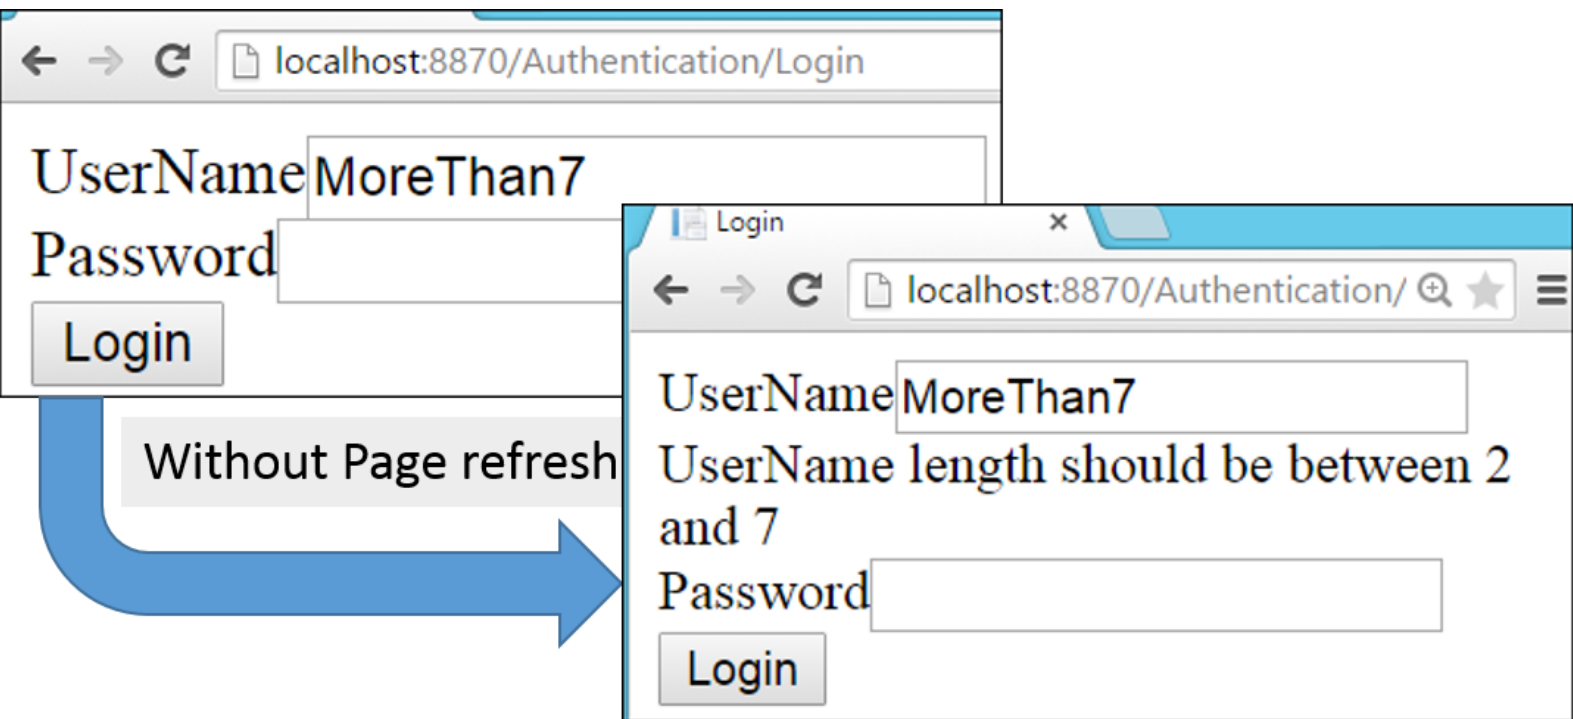 localhost:8870/Authentication/Login
UserName MoreThan7
Password
Login
Without Page refresh
Login
localhost:8870/Authentication/
UserName MoreThan7
UserName length should be between 2
and 7
Password
Login